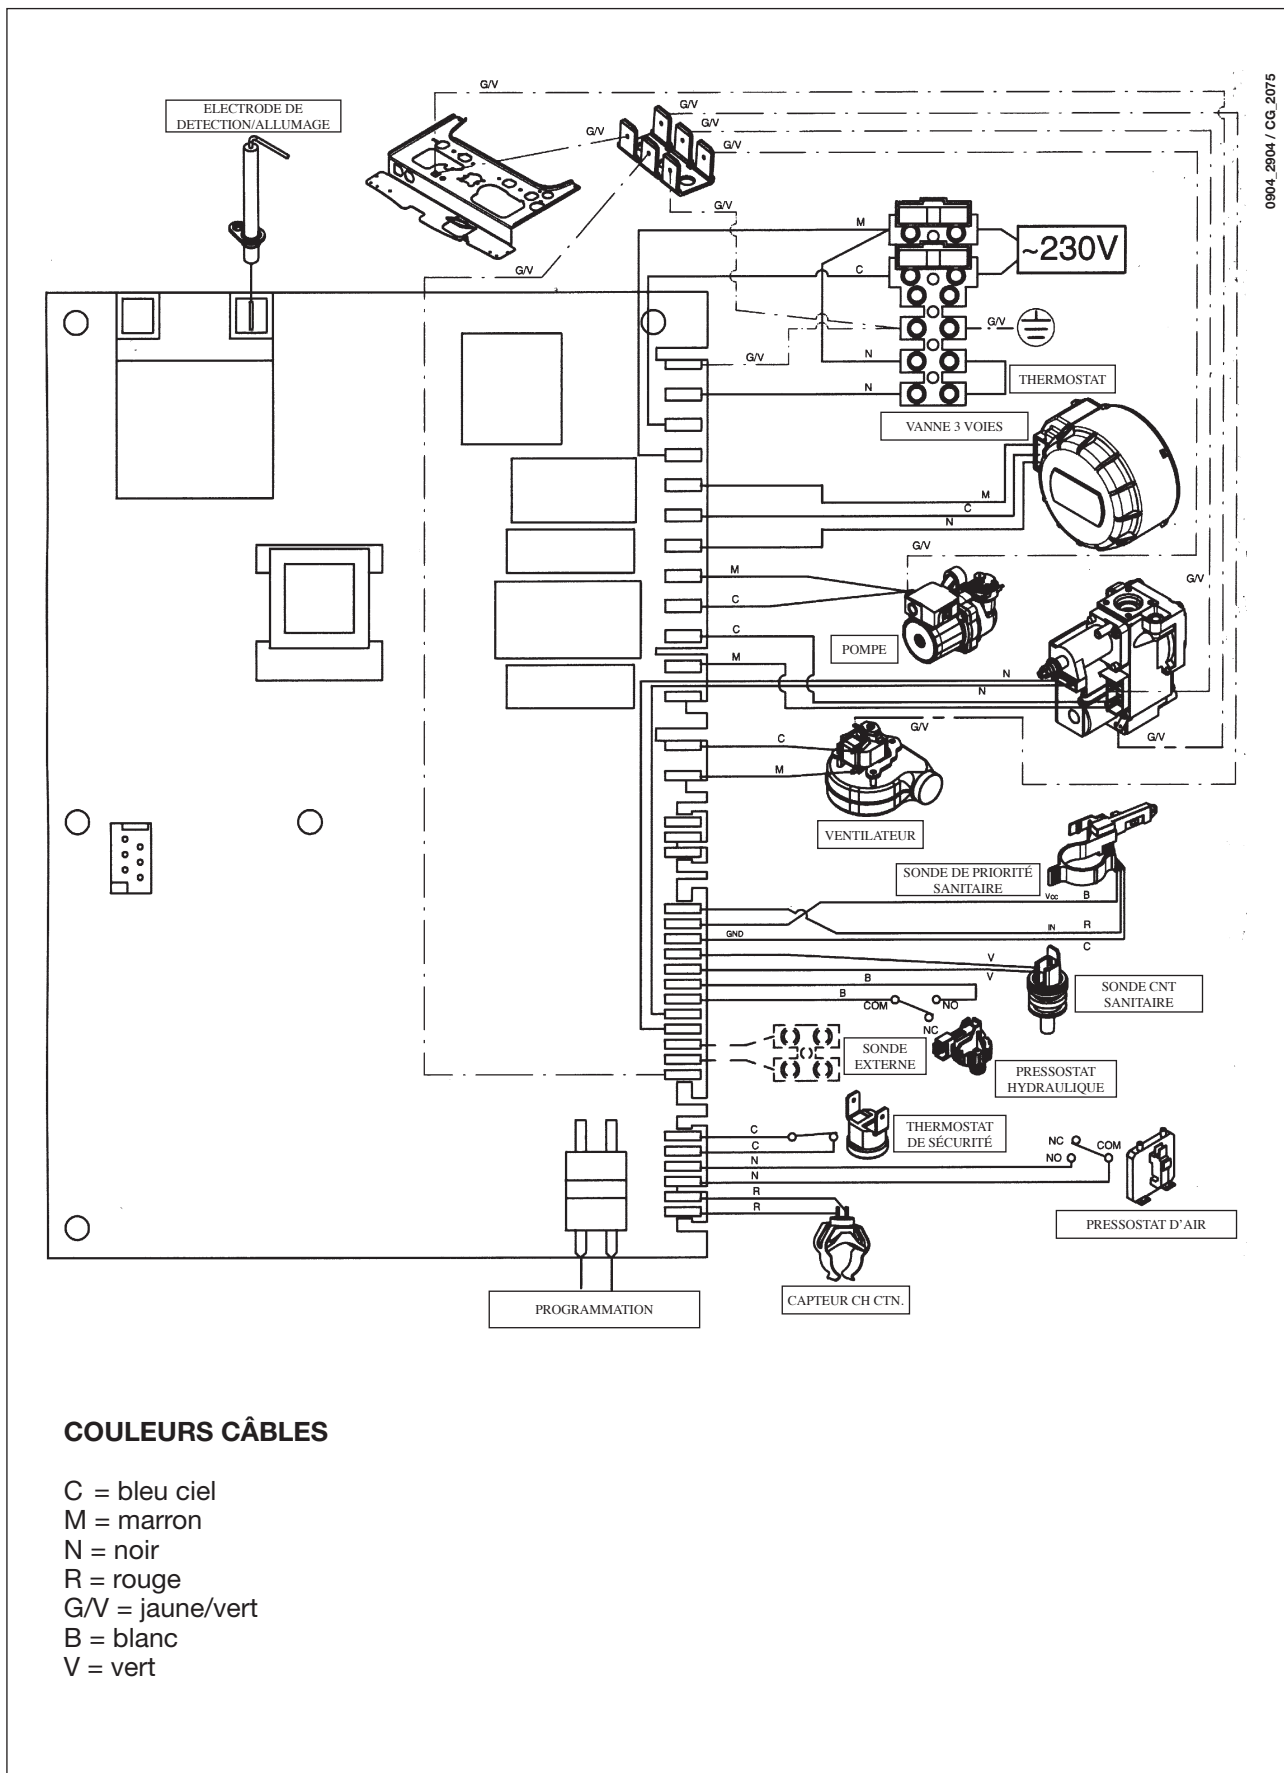 0904_2904 / CG_2075
G/V
ELECTRODE DE
DETECTION/ALLUMAGE
G/V
G/V
G/V
G/V
G/V
G/V
M
~230V
C
G/V
G/V
N
THERMOSTAT
N
VANNE 3 VOIES
M
C
N
G/V
M
G/V
C
C
POMPE
M
N
N
G/V
G/V
C
M
VENTILATEUR
SONDE DE PRIORITÉ
SANITAIRE
Vcc
B
IN
R
GND
C
V
V
B
B
COM
NO
NC
SONDE CNT
SANITAIRE
SONDE
EXTERNE
PRESSOSTAT
HYDRAULIQUE
C
C
THERMOSTAT
DE SÉCURITÉ
NC
COM
NO
N
N
R
R
PRESSOSTAT D'AIR
CAPTEUR CH CTN.
PROGRAMMATION
COULEURS CÂBLES
C = bleu ciel
M = marron
N = noir
R = rouge
G/V = jaune/vert
B = blanc
V = vert